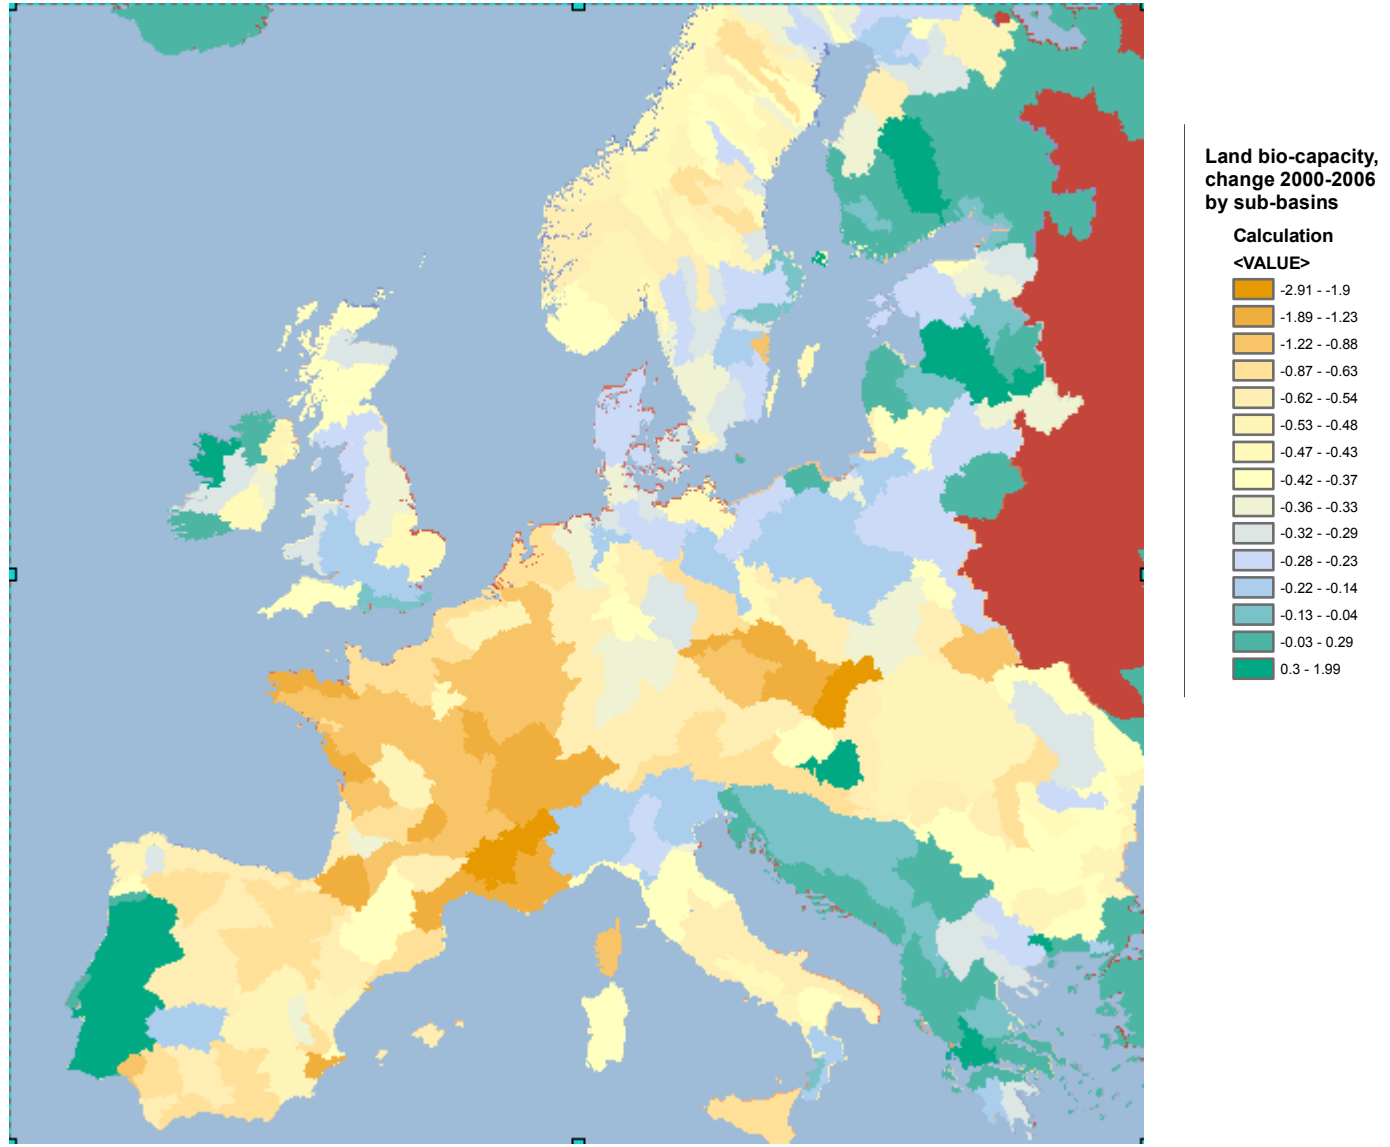 Land bio-capacity,
change 2000-2006
by sub-basins
Calculation
<VALUE>
-2.91 - -1.9
-1.89 - -1.23
-1.22 - -0.88
-0.87 - -0.63
-0.62 - -0.54
-0.53 - -0.48
-0.47 - -0.43
-0.42 - -0.37
-0.36 - -0.33
-0.32 - -0.29
-0.28 - -0.23
-0.22 - -0.14
-0.13 - -0.04
-0.03 - 0.29
0.3 - 1.99